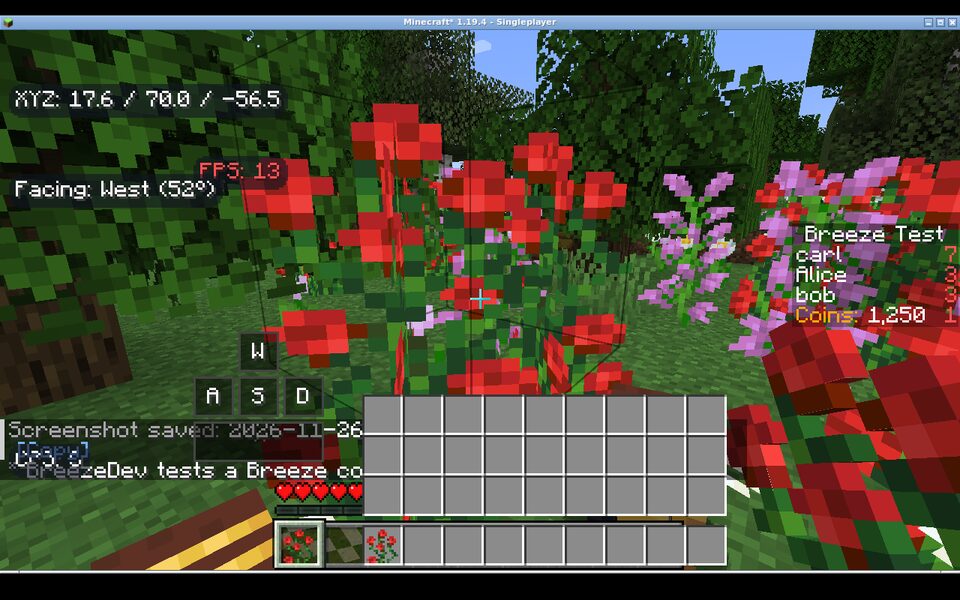 Minecraft* 1.19.4 - Singleplayer
XYZ: 17.6 / 70.0 / -56.5
FPS: 13
Facing: West (52°)
Breeze Test
carl 7
Alice 3
bob 3
Coins: 1,250 1
W
A S D
Screenshot saved: 2026-11-26
[Copy]
* BreezeDev tests a Breeze co